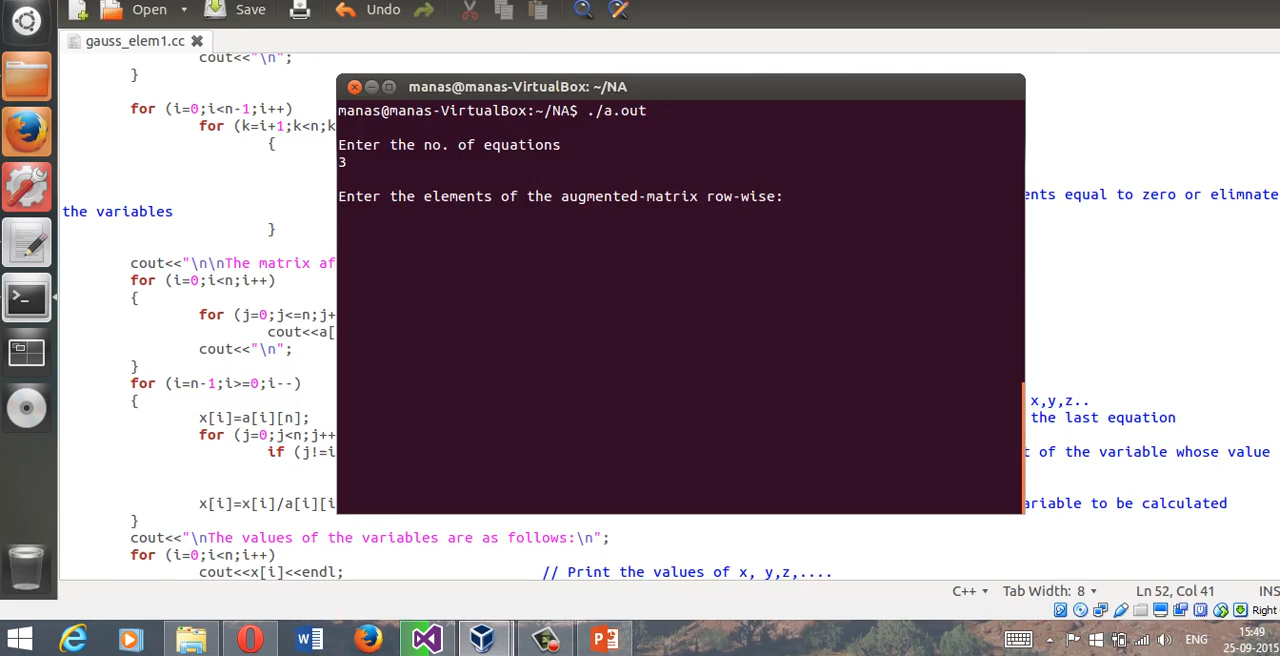 Open Save Undo
gauss_elem1.cc
cout<<"\n";
}
for (i=0;i<n-1;i++)
for (k=i+1;k<n;k
{
ents equal to zero or elimnate
the variables
}
cout<<"\n\nThe matrix af
for (i=0;i<n;i++)
{
for (j=0;j<=n;j+
cout<<a[
cout<<"\n";
}
for (i=n-1;i>=0;i--)
{
x,y,z..
x[i]=a[i][n];
the last equation
for (j=0;j<n;j++
if (j!=i
t of the variable whose value
x[i]=x[i]/a[i][i
ariable to be calculated
}
cout<<"\nThe values of the variables are as follows:\n";
for (i=0;i<n;i++)
cout<<x[i]<<endl; // Print the values of x, y,z,....
manas@manas-VirtualBox: ~/NA
manas@manas-VirtualBox:~/NA$ ./a.out
Enter the no. of equations
3
Enter the elements of the augmented-matrix row-wise:
C++ Tab Width: 8 Ln 52, Col 41 INS
Right
ENG
15:49
25-09-2015